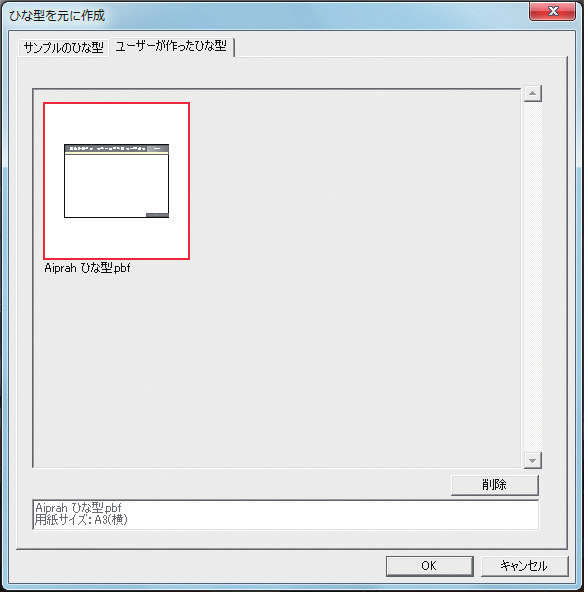 ひな型を元に作成
サンプルのひな型
ユーザーが作ったひな型
Aiprah ひな型.pbf
削除
Aiprah ひな型.pbf
用紙サイズ：A3(横)
OK
キャンセル